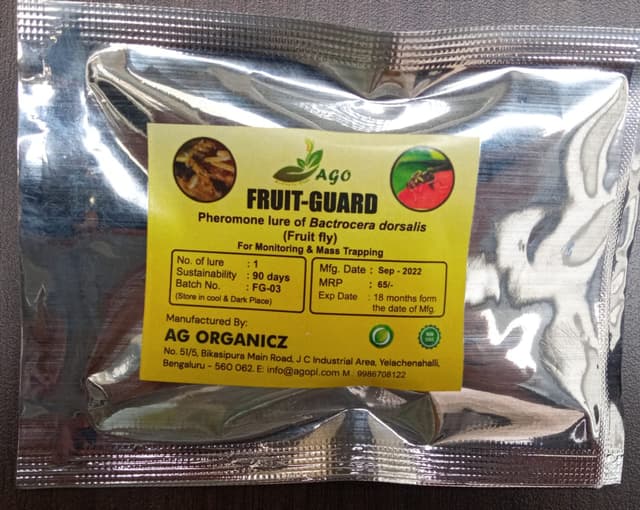 AGO
FRUIT-GUARD
Pheromone lure of Bactrocera dorsalis
(Fruit fly)
For Monitoring & Mass Trapping
No. of lure : 1
Sustainability : 90 days
Batch No. : FG-03
(Store in cool & Dark Place)
Mfg. Date : Sep - 2022
MRP : 65/-
Exp Date : 18 months form
the date of Mfg.
Manufactured By:
AG ORGANICZ
No. 51/5, Bikasipura Main Road, J C Industrial Area, Yelachenahalli,
Bengaluru - 560 062. E: info@agopl.com M. 9986708122